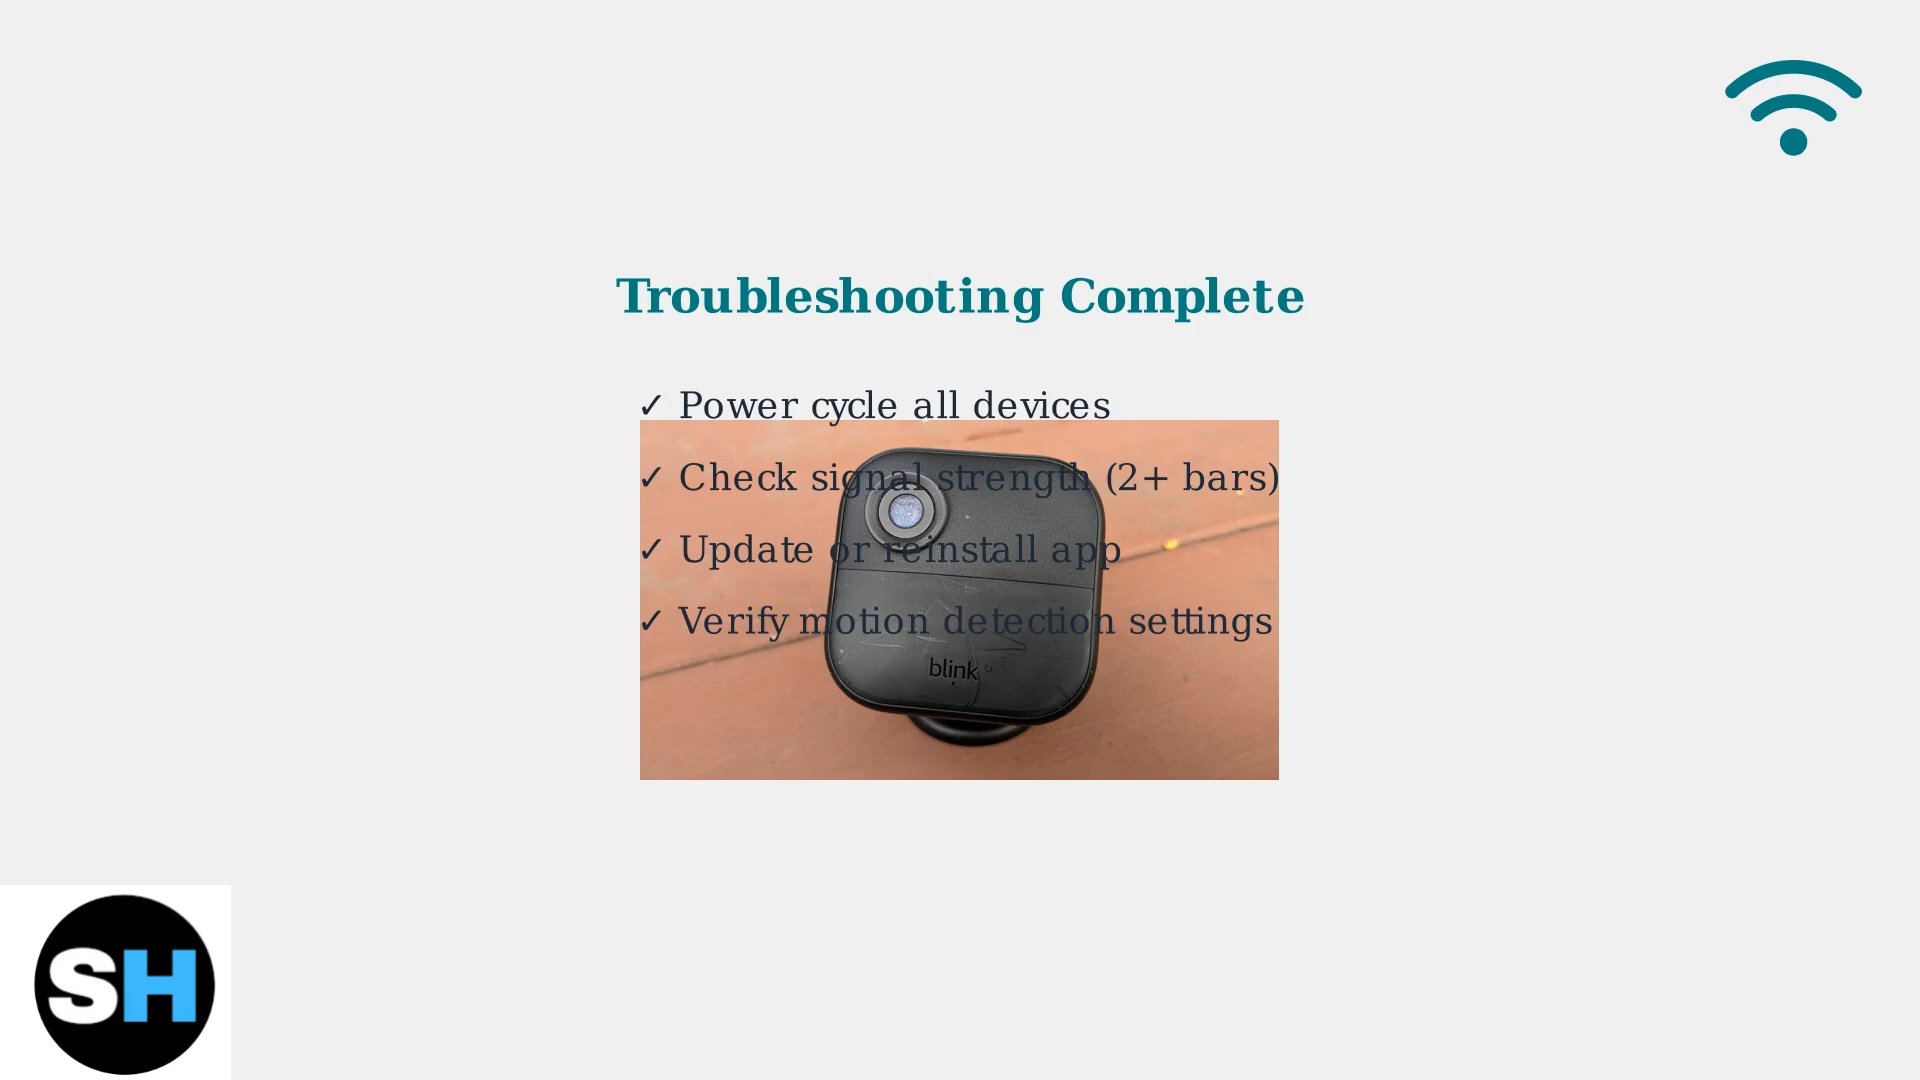 Troubleshooting Complete
✓ Power cycle all devices
✓ Check signal strength (2+ bars)
✓ Update or reinstall app
✓ Verify motion detection settings
blink
SH